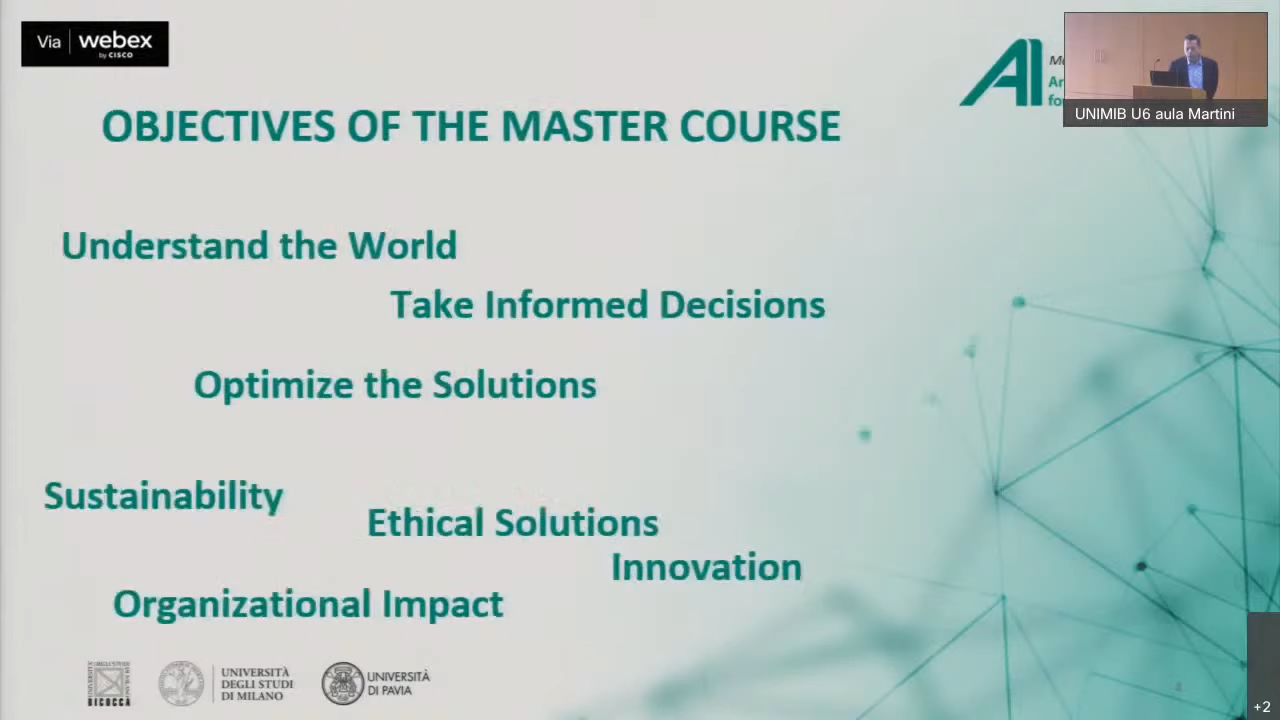 Via webex
by CISCO
AI
UNIMIB U6 aula Martini
OBJECTIVES OF THE MASTER COURSE
Understand the World
Take Informed Decisions
Optimize the Solutions
Sustainability
Ethical Solutions
Innovation
Organizational Impact
BICOCCA
UNIVERSITÀ
DEGLI STUDI
DI MILANO
UNIVERSITÀ
DI PAVIA
4
+2